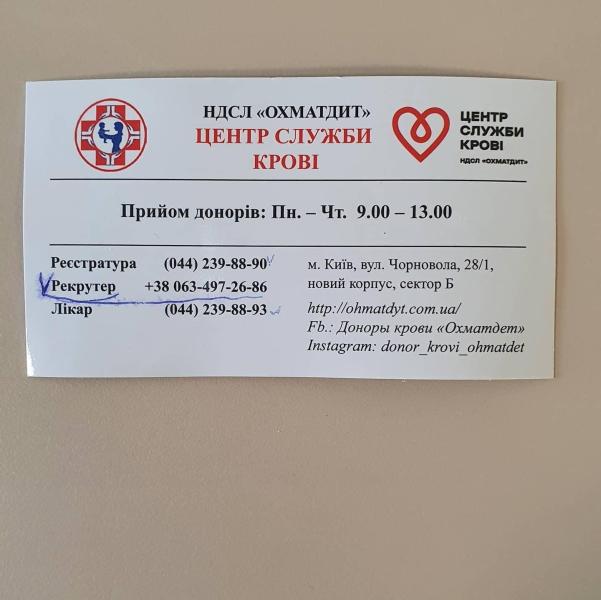 НДСЛ «ОХМАТДИТ»
ЦЕНТР СЛУЖБИ
КРОВІ
ЦЕНТР
СЛУЖБИ
КРОВІ
НДСЛ «ОХМАТДИТ»
Прийом донорів: Пн. – Чт. 9.00 – 13.00
Реєстратура (044) 239-88-90
Рекрутер +38 063-497-26-86
Лікар (044) 239-88-93
м. Київ, вул. Чорновола, 28/1,
новий корпус, сектор Б
http://ohmatdyt.com.ua/
Fb.: Доноры крови «Охматдет»
Instagram: donor_krovi_ohmatdet